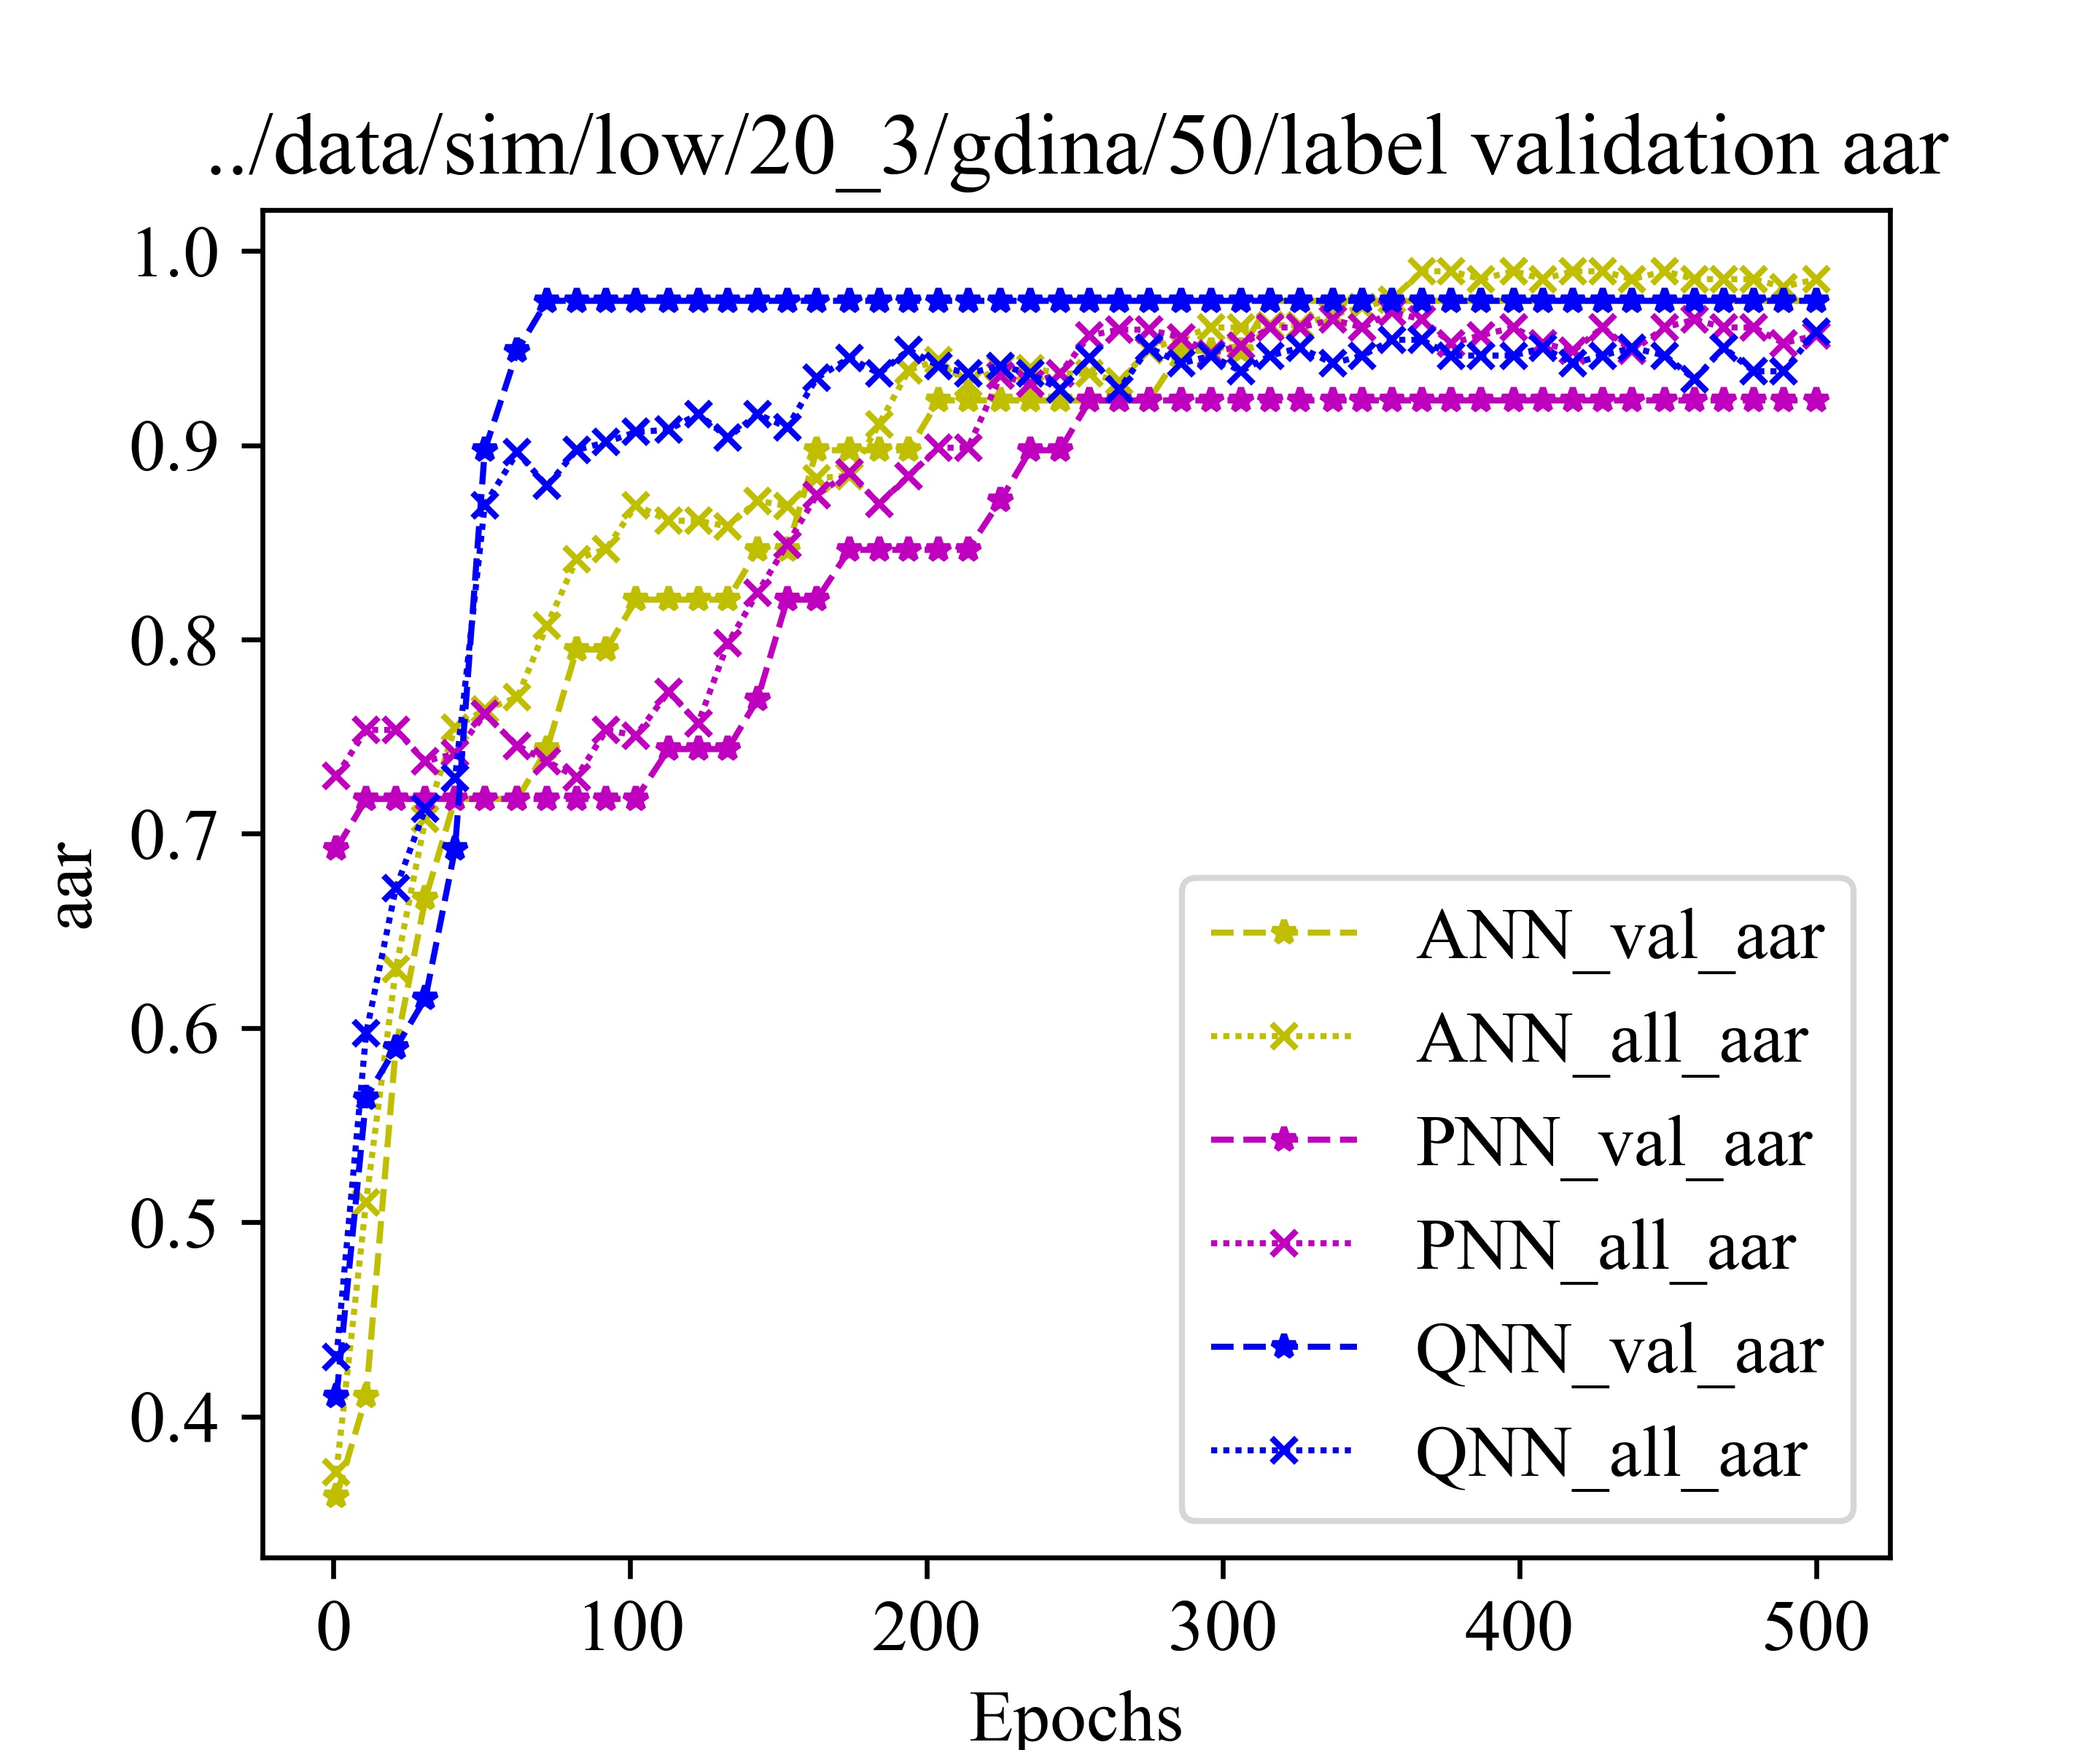 ../data/sim/low/20_3/gdina/50/label validation aar
1.0
0.9
0.8
0.7
0.6
0.5
0.4
aar
ANN_val_aar
ANN_all_aar
PNN_val_aar
PNN_all_aar
QNN_val_aar
QNN_all_aar
0 100 200 300 400 500
Epochs